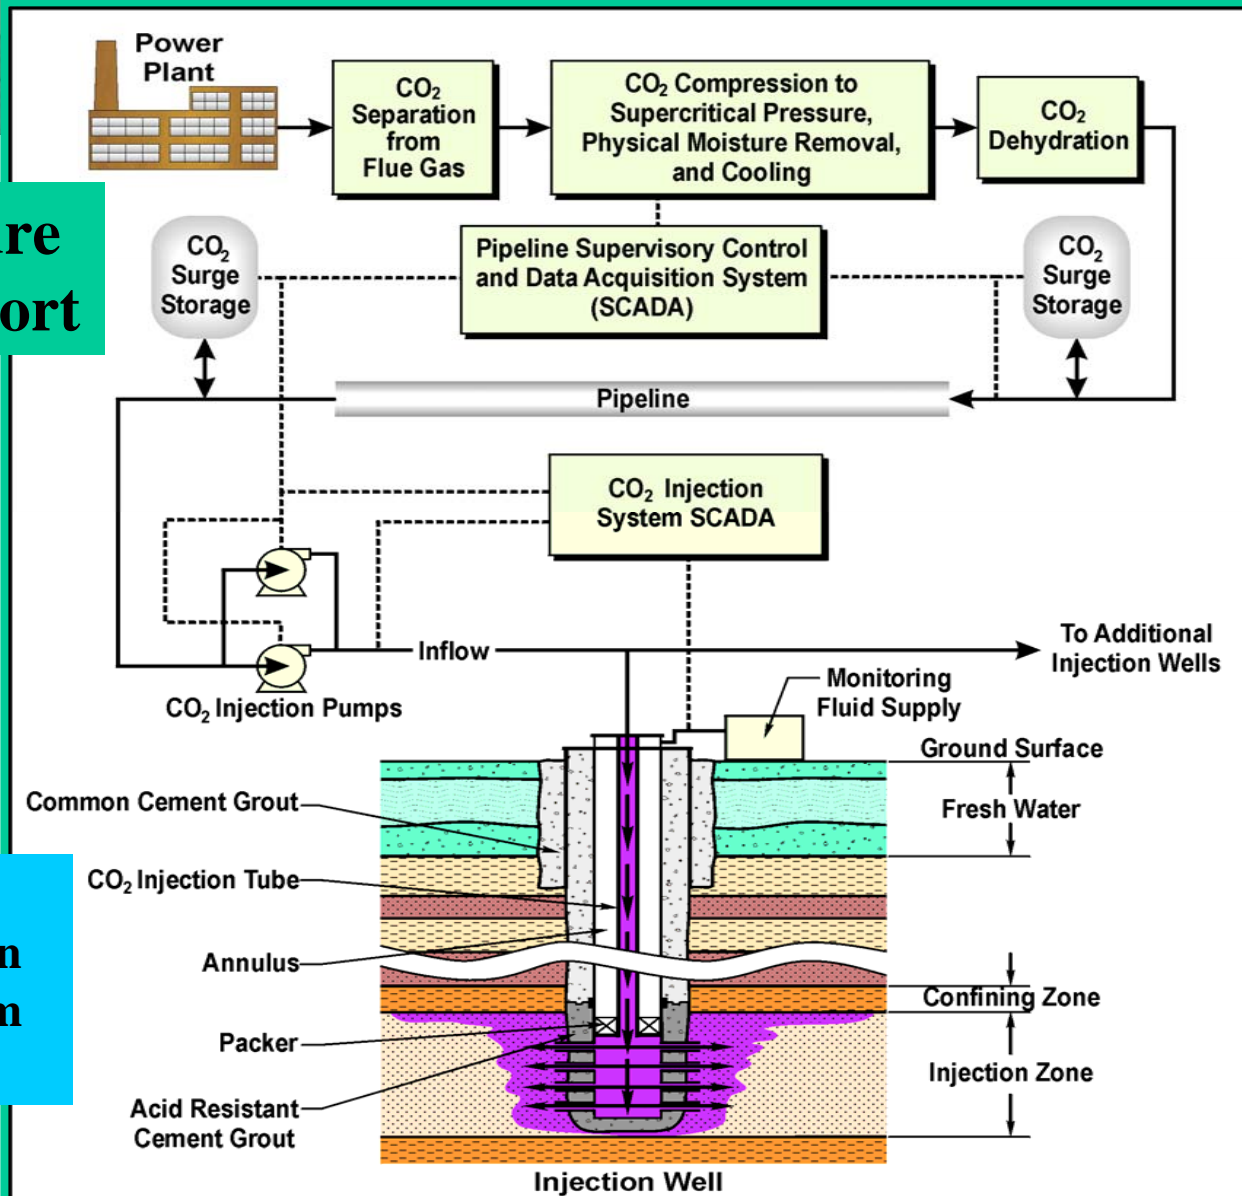 Power
Plant
CO₂
Separation
from
Flue Gas
CO₂ Compression to
Supercritical Pressure,
Physical Moisture Removal,
and Cooling
CO₂
Dehydration
CO₂
Surge
Storage
Pipeline Supervisory Control
and Data Acquisition System
(SCADA)
CO₂
Surge
Storage
Pipeline
CO₂ Injection
System SCADA
Inflow
To Additional
Injection Wells
CO₂ Injection Pumps
Monitoring
Fluid Supply
Ground Surface
Common Cement Grout
Fresh Water
CO₂ Injection Tube
Annulus
Confining Zone
Packer
Injection Zone
Acid Resistant
Cement Grout
Injection Well